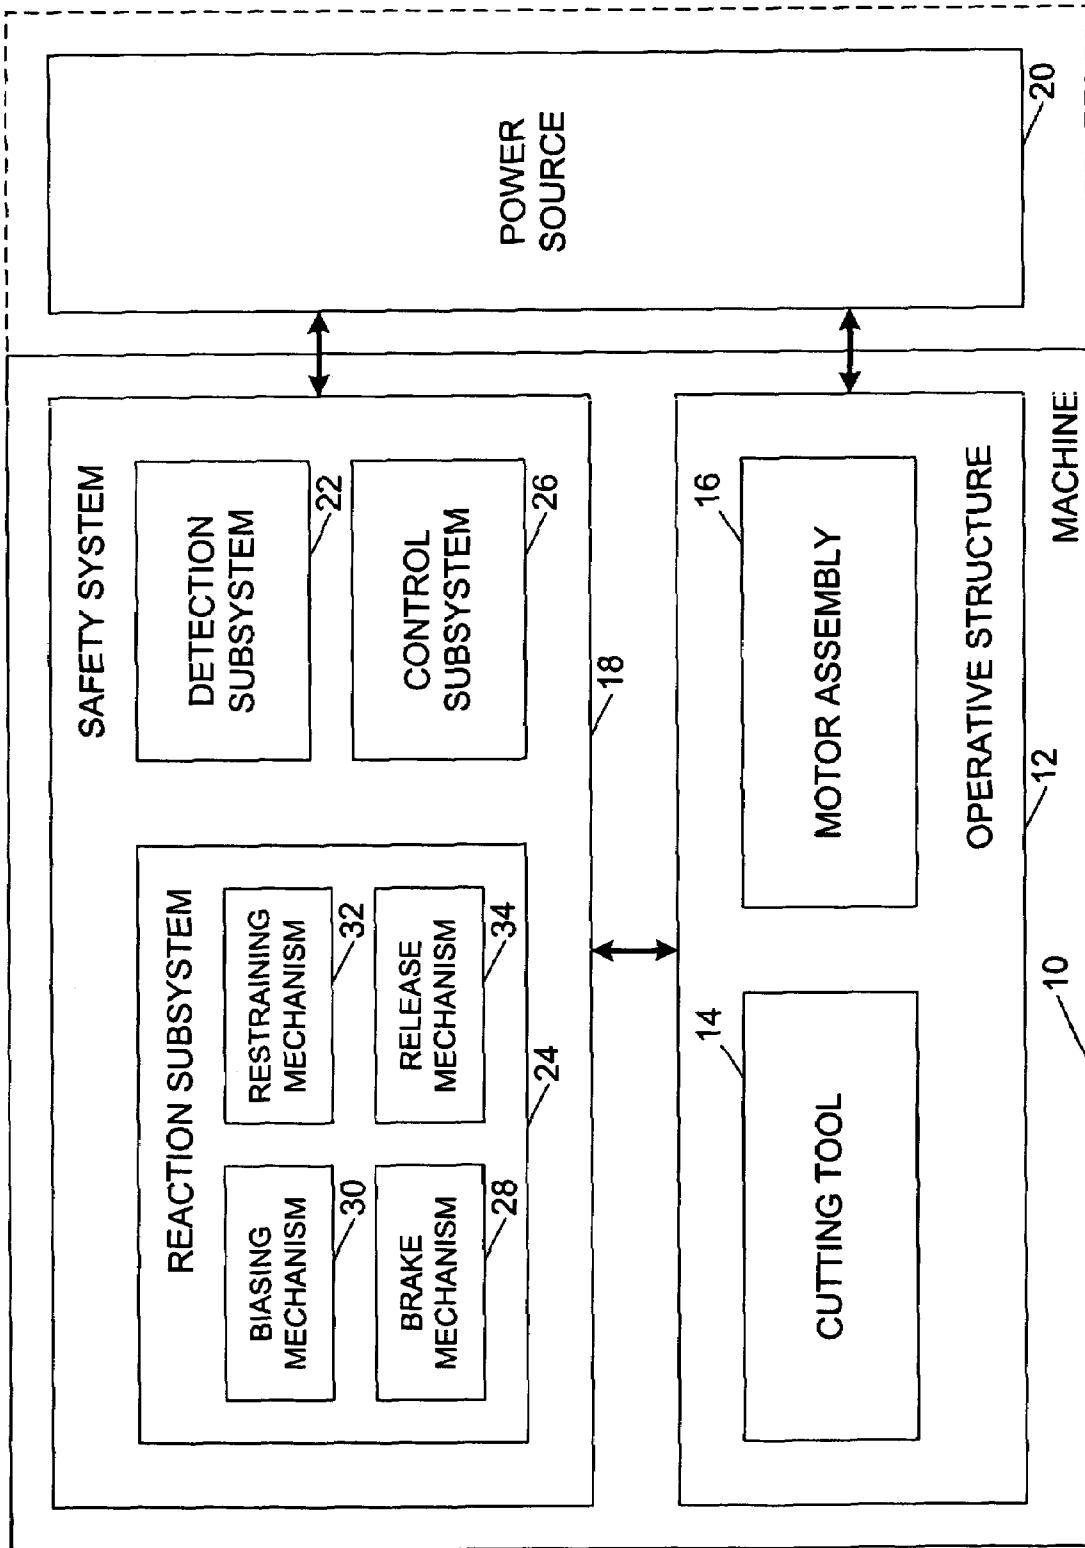 SAFETY SYSTEM
REACTION SUBSYSTEM
BIASING
MECHANISM
30
RESTRAINING
MECHANISM
32
BRAKE
MECHANISM
28
RELEASE
MECHANISM
34
24
DETECTION
SUBSYSTEM
22
CONTROL
SUBSYSTEM
26
18
POWER
SOURCE
20
14
CUTTING TOOL
16
MOTOR ASSEMBLY
OPERATIVE STRUCTURE
12
10
MACHINE